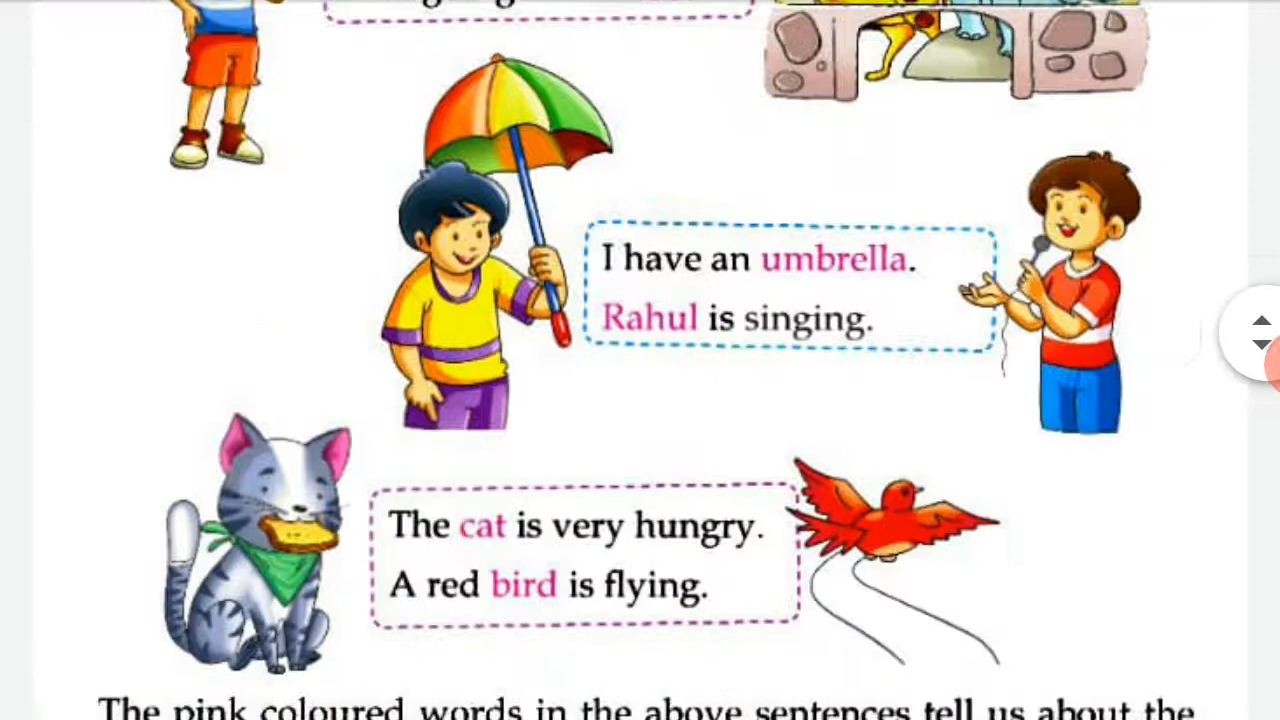 I have an umbrella.
Rahul is singing.
The cat is very hungry.
A red bird is flying.
The pink coloured words in the above sentences tell us about the